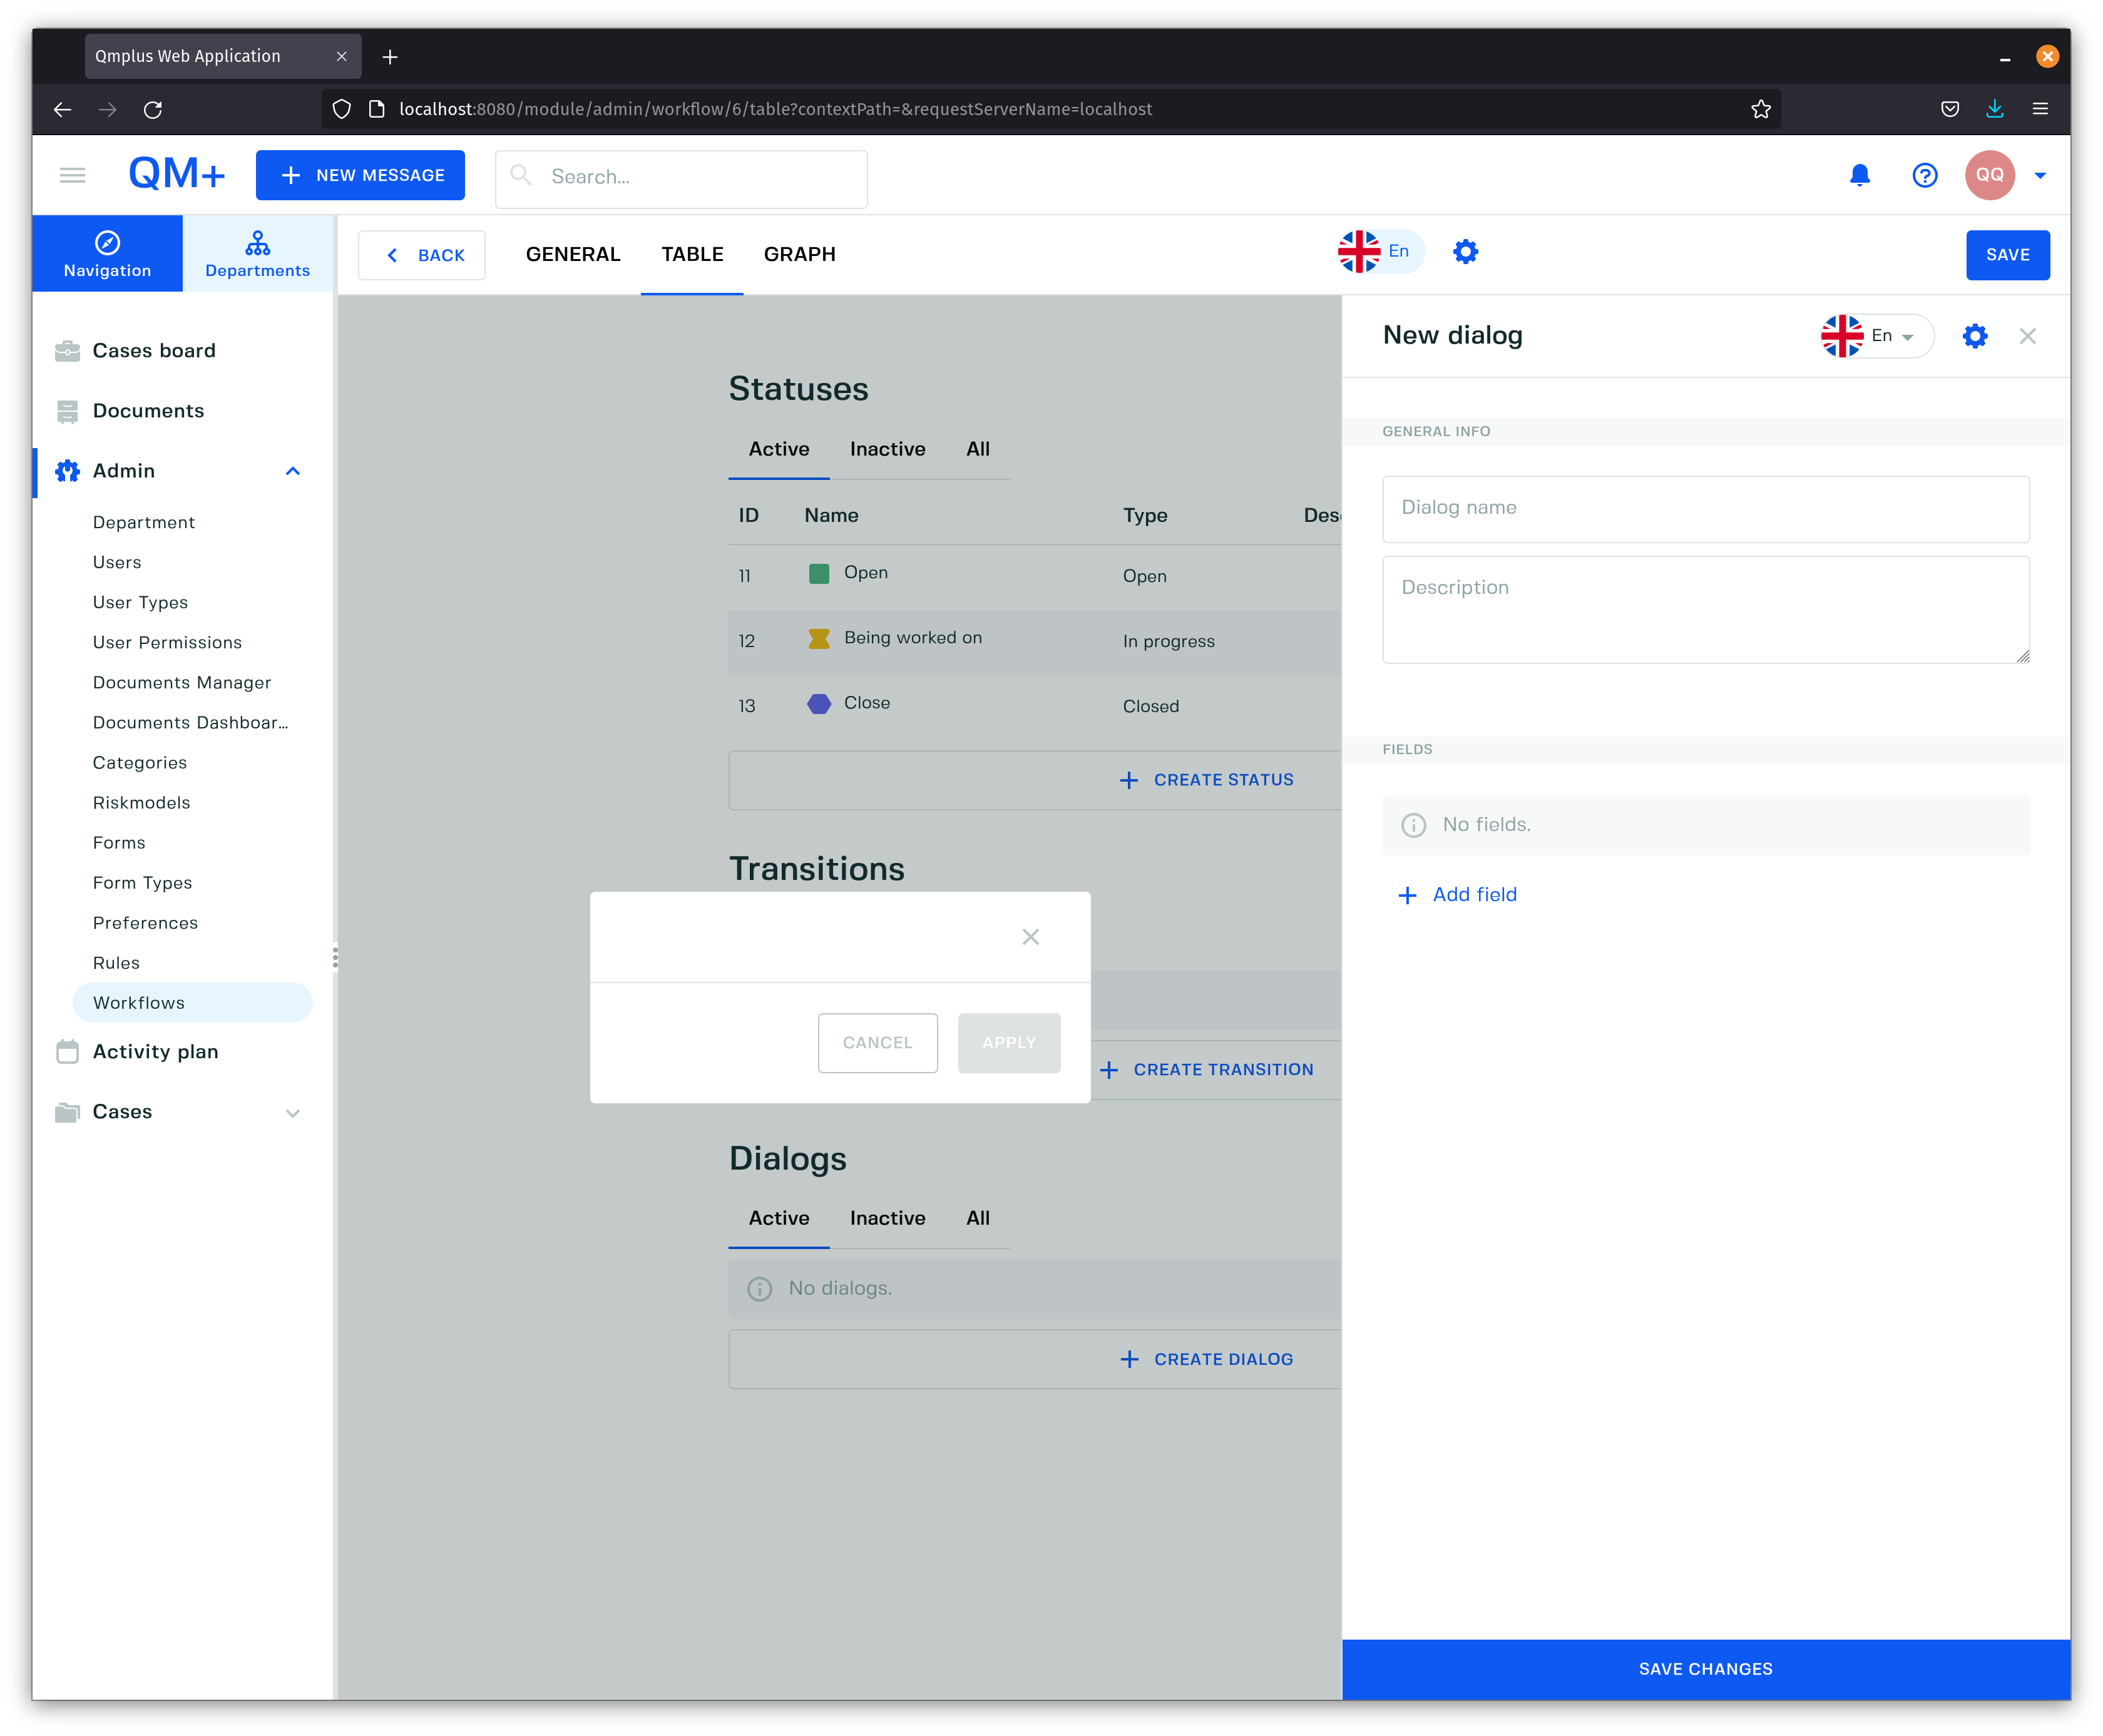 Qmplus Web Application
localhost:8080/module/admin/workflow/6/table?contextPath=&requestServerName=localhost
QM+
NEW MESSAGE
Search...
QQ
Navigation
Departments
BACK
GENERAL
TABLE
GRAPH
En
SAVE
Cases board
Documents
Admin
Department
Users
User Types
User Permissions
Documents Manager
Documents Dashboar...
Categories
Riskmodels
Forms
Form Types
Preferences
Rules
Workflows
Activity plan
Cases
Statuses
Active Inactive All
ID Name Type Desc
11 Open Open
12 Being worked on In progress
13 Close Closed
CREATE STATUS
Transitions
CANCEL
APPLY
CREATE TRANSITION
Dialogs
Active Inactive All
No dialogs.
CREATE DIALOG
New dialog
En
GENERAL INFO
Dialog name
Description
FIELDS
No fields.
Add field
SAVE CHANGES